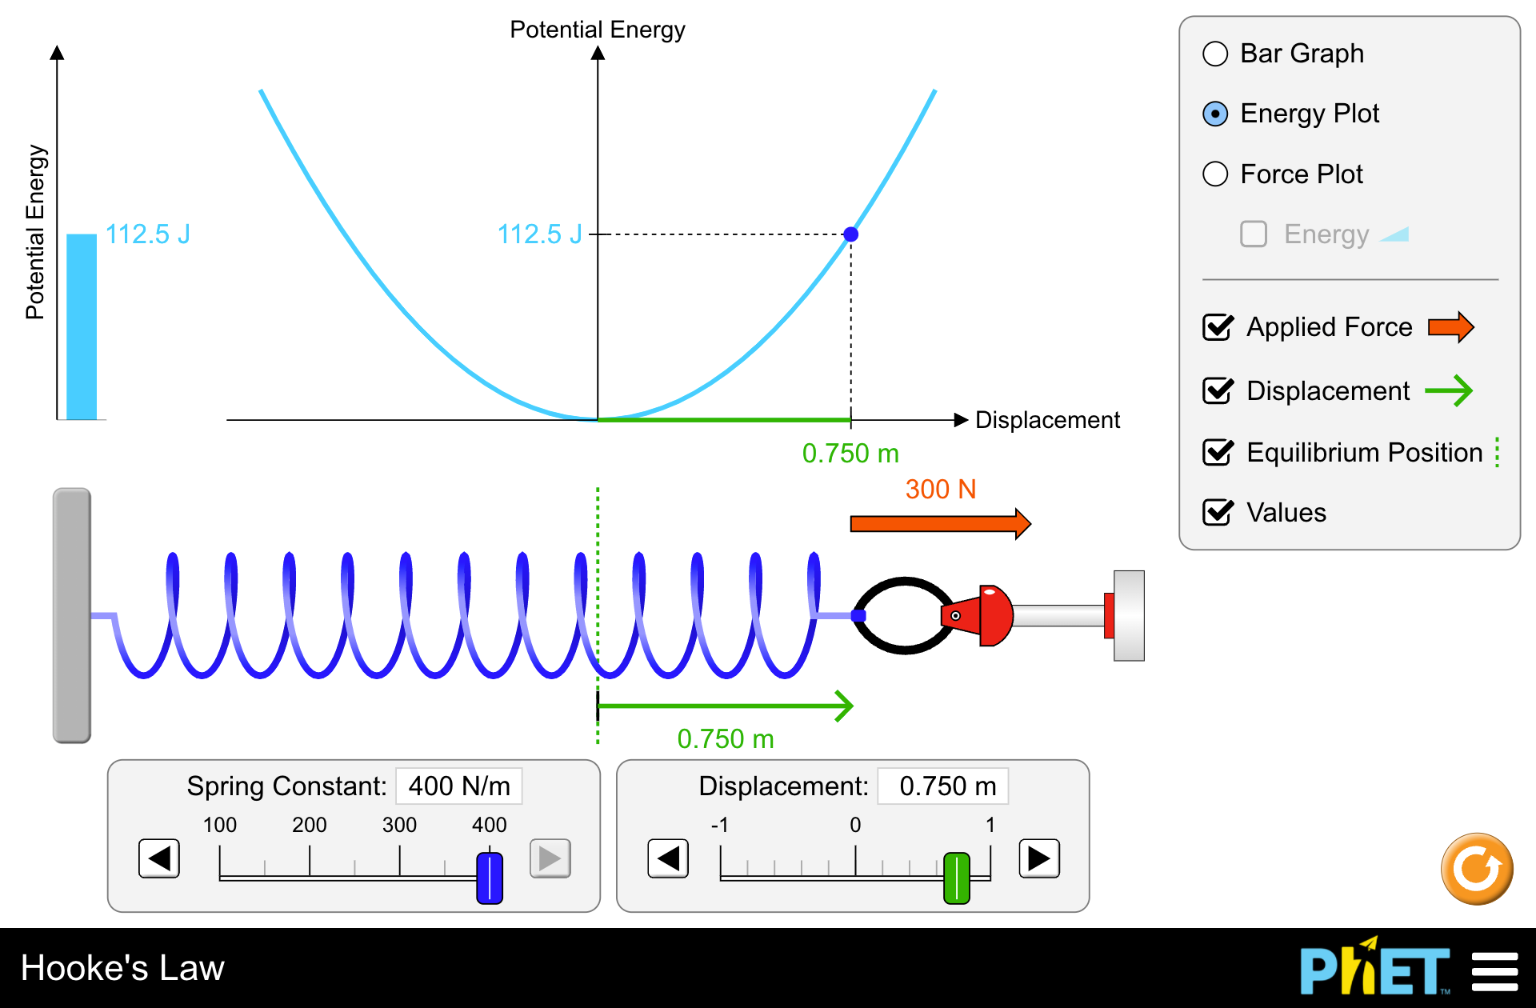 Potential Energy
Potential Energy
112.5 J
112.5 J
Displacement
0.750 m
Bar Graph
Energy Plot
Force Plot
Energy
Applied Force
Displacement
Equilibrium Position
Values
300 N
0.750 m
Spring Constant: 400 N/m
100 200 300 400
Displacement: 0.750 m
-1 0 1
Hooke's Law
PhET™